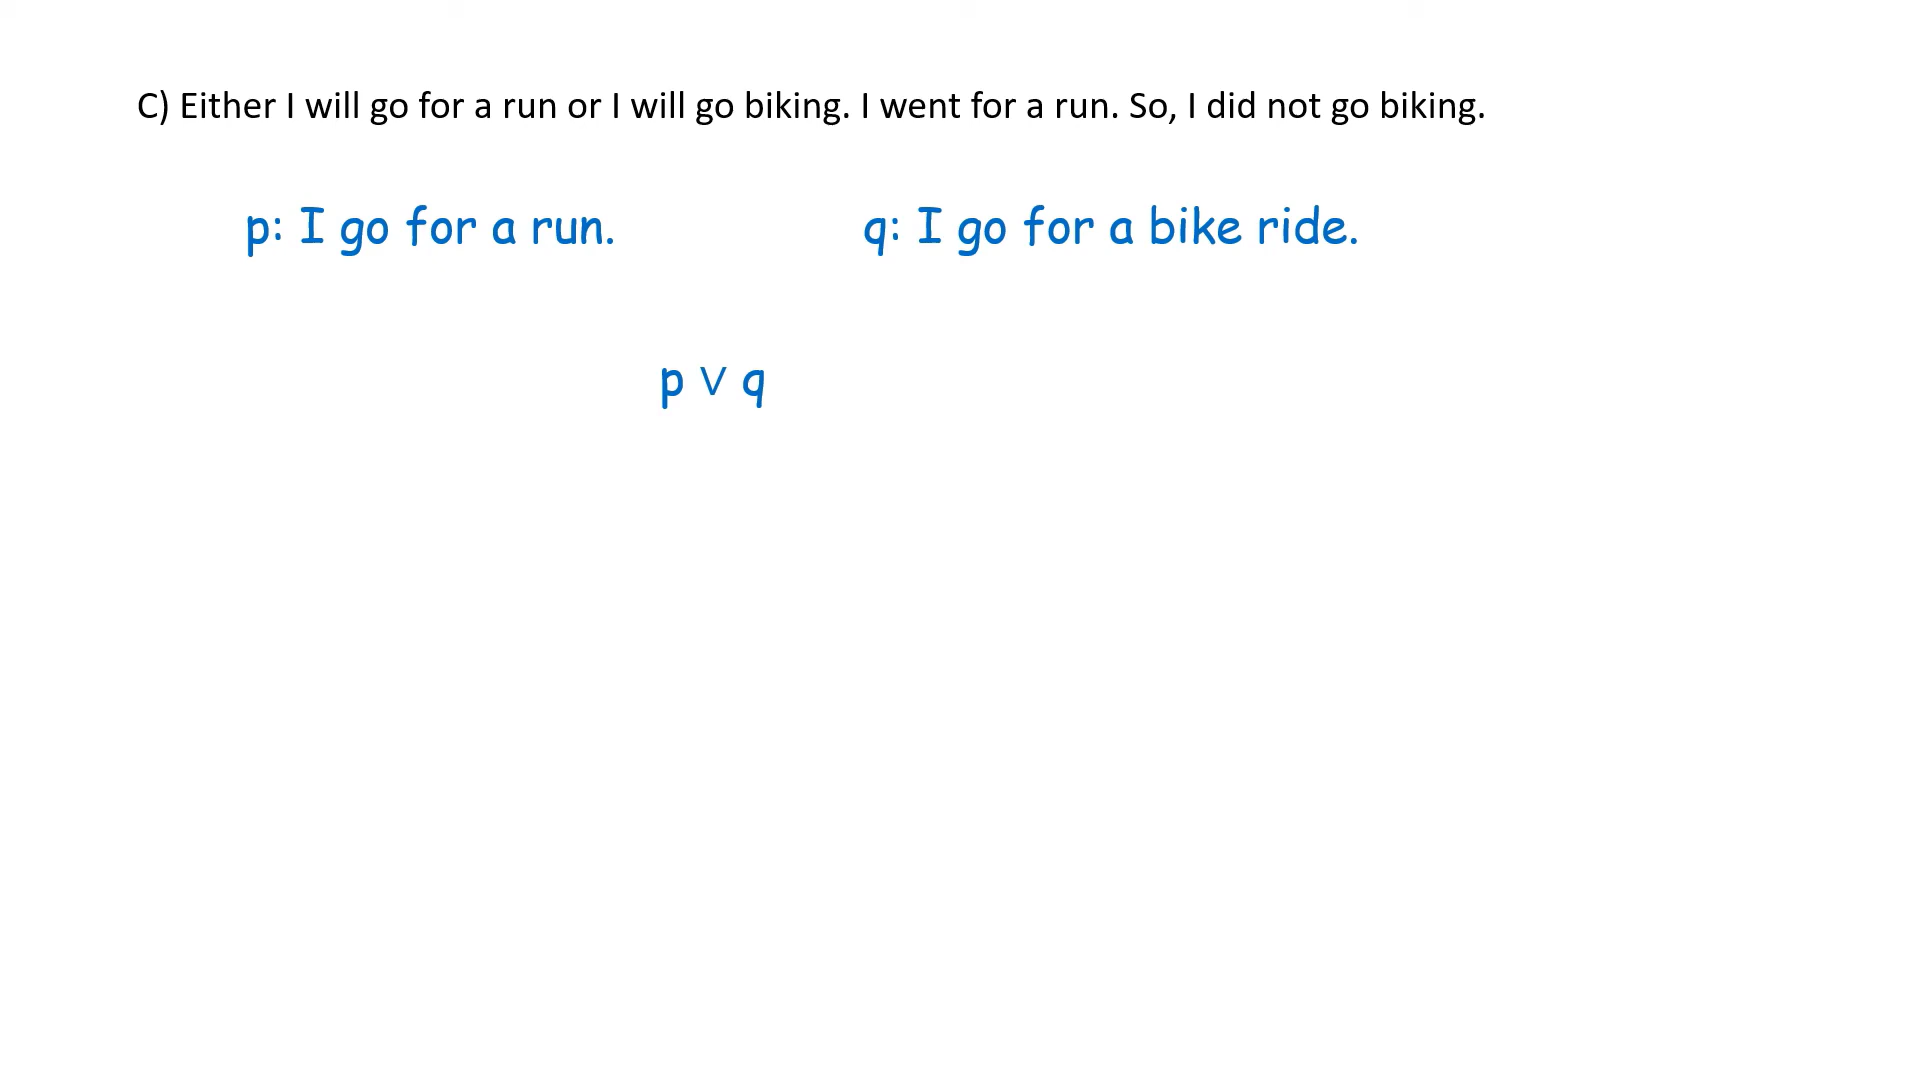 C) Either I will go for a run or I will go biking. I went for a run. So, I did not go biking.
p: I go for a run. q: I go for a bike ride.
p ∨ q